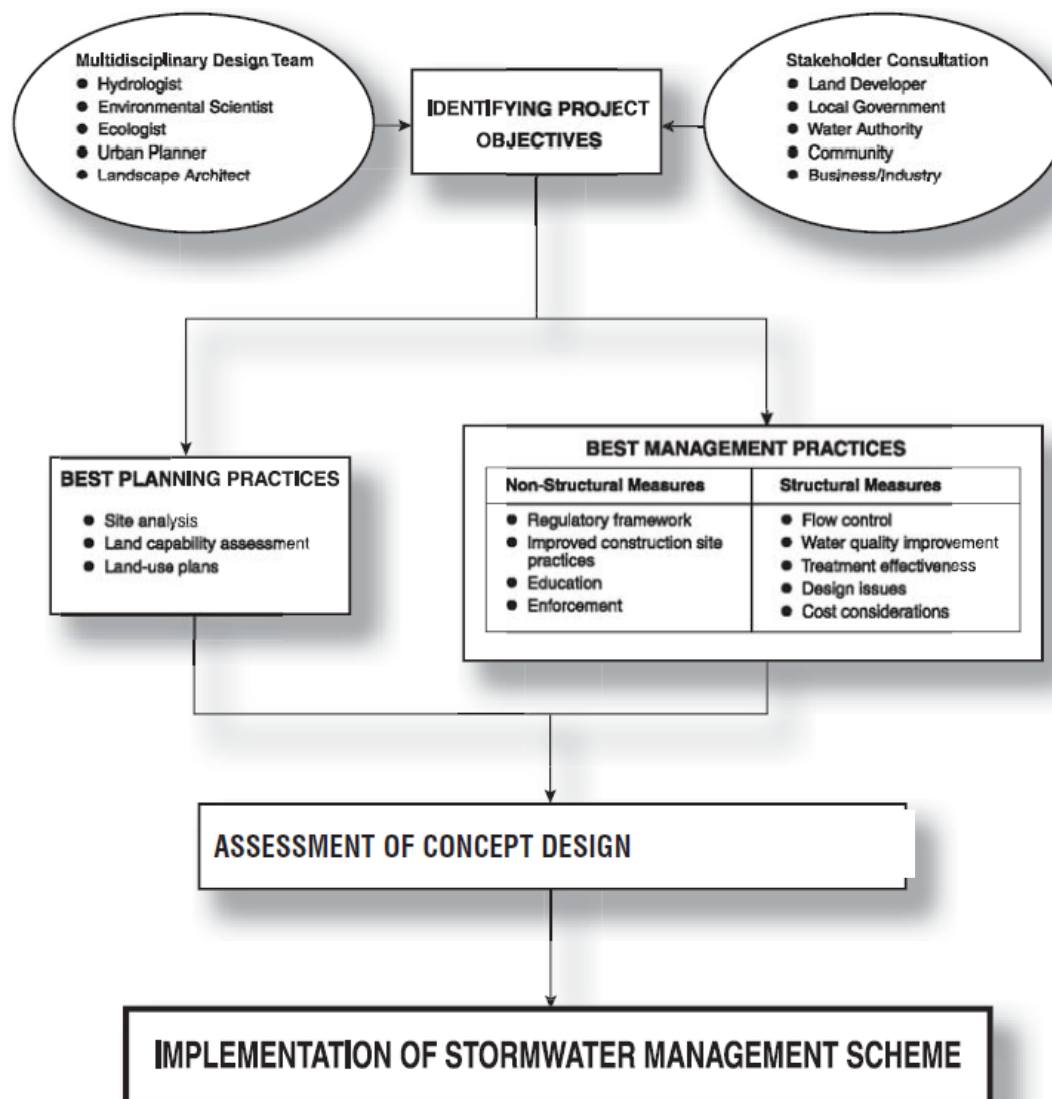 Multidisciplinary Design Team
● Hydrologist
● Environmental Scientist
● Ecologist
● Urban Planner
● Landscape Architect
IDENTIFYING PROJECT
OBJECTIVES
Stakeholder Consultation
● Land Developer
● Local Government
● Water Authority
● Community
● Business/Industry
BEST PLANNING PRACTICES
● Site analysis
● Land capability assessment
● Land-use plans
BEST MANAGEMENT PRACTICES
Non-Structural Measures
● Regulatory framework
● Improved construction site
practices
● Education
● Enforcement
Structural Measures
● Flow control
● Water quality improvement
● Treatment effectiveness
● Design issues
● Cost considerations
ASSESSMENT OF CONCEPT DESIGN
IMPLEMENTATION OF STORMWATER MANAGEMENT SCHEME